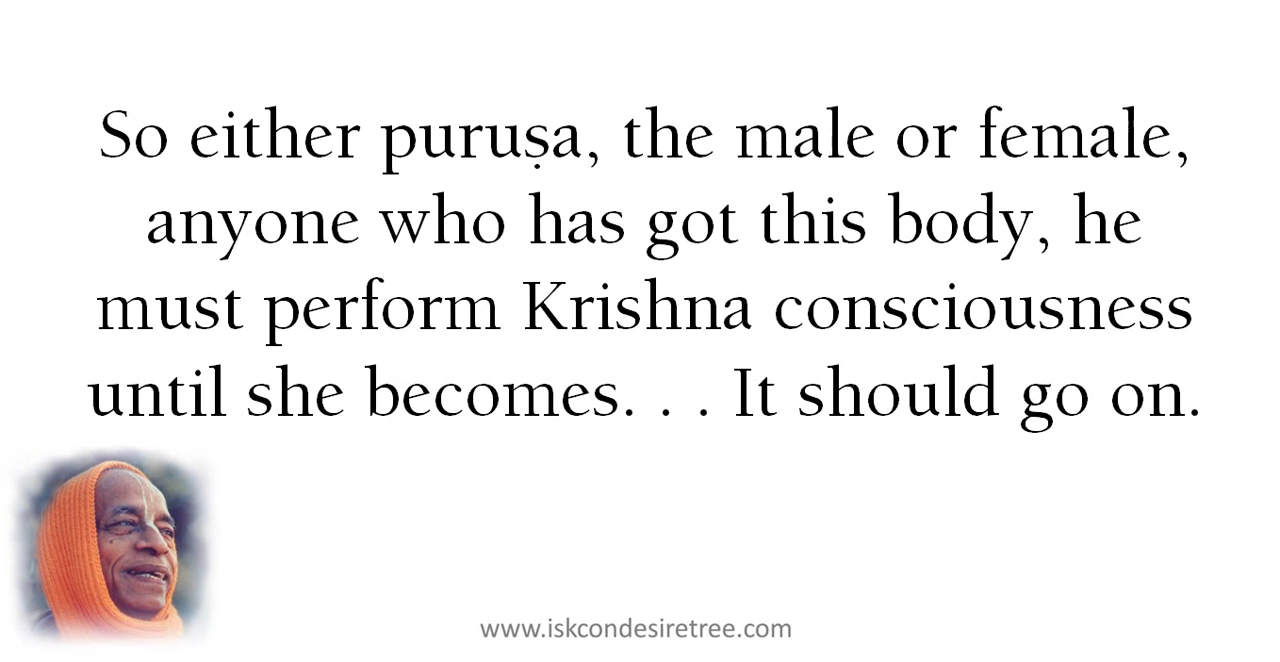 So either puruṣa, the male or female,
anyone who has got this body, he
must perform Krishna consciousness
until she becomes. . . It should go on.
www.iskcondesiretree.com